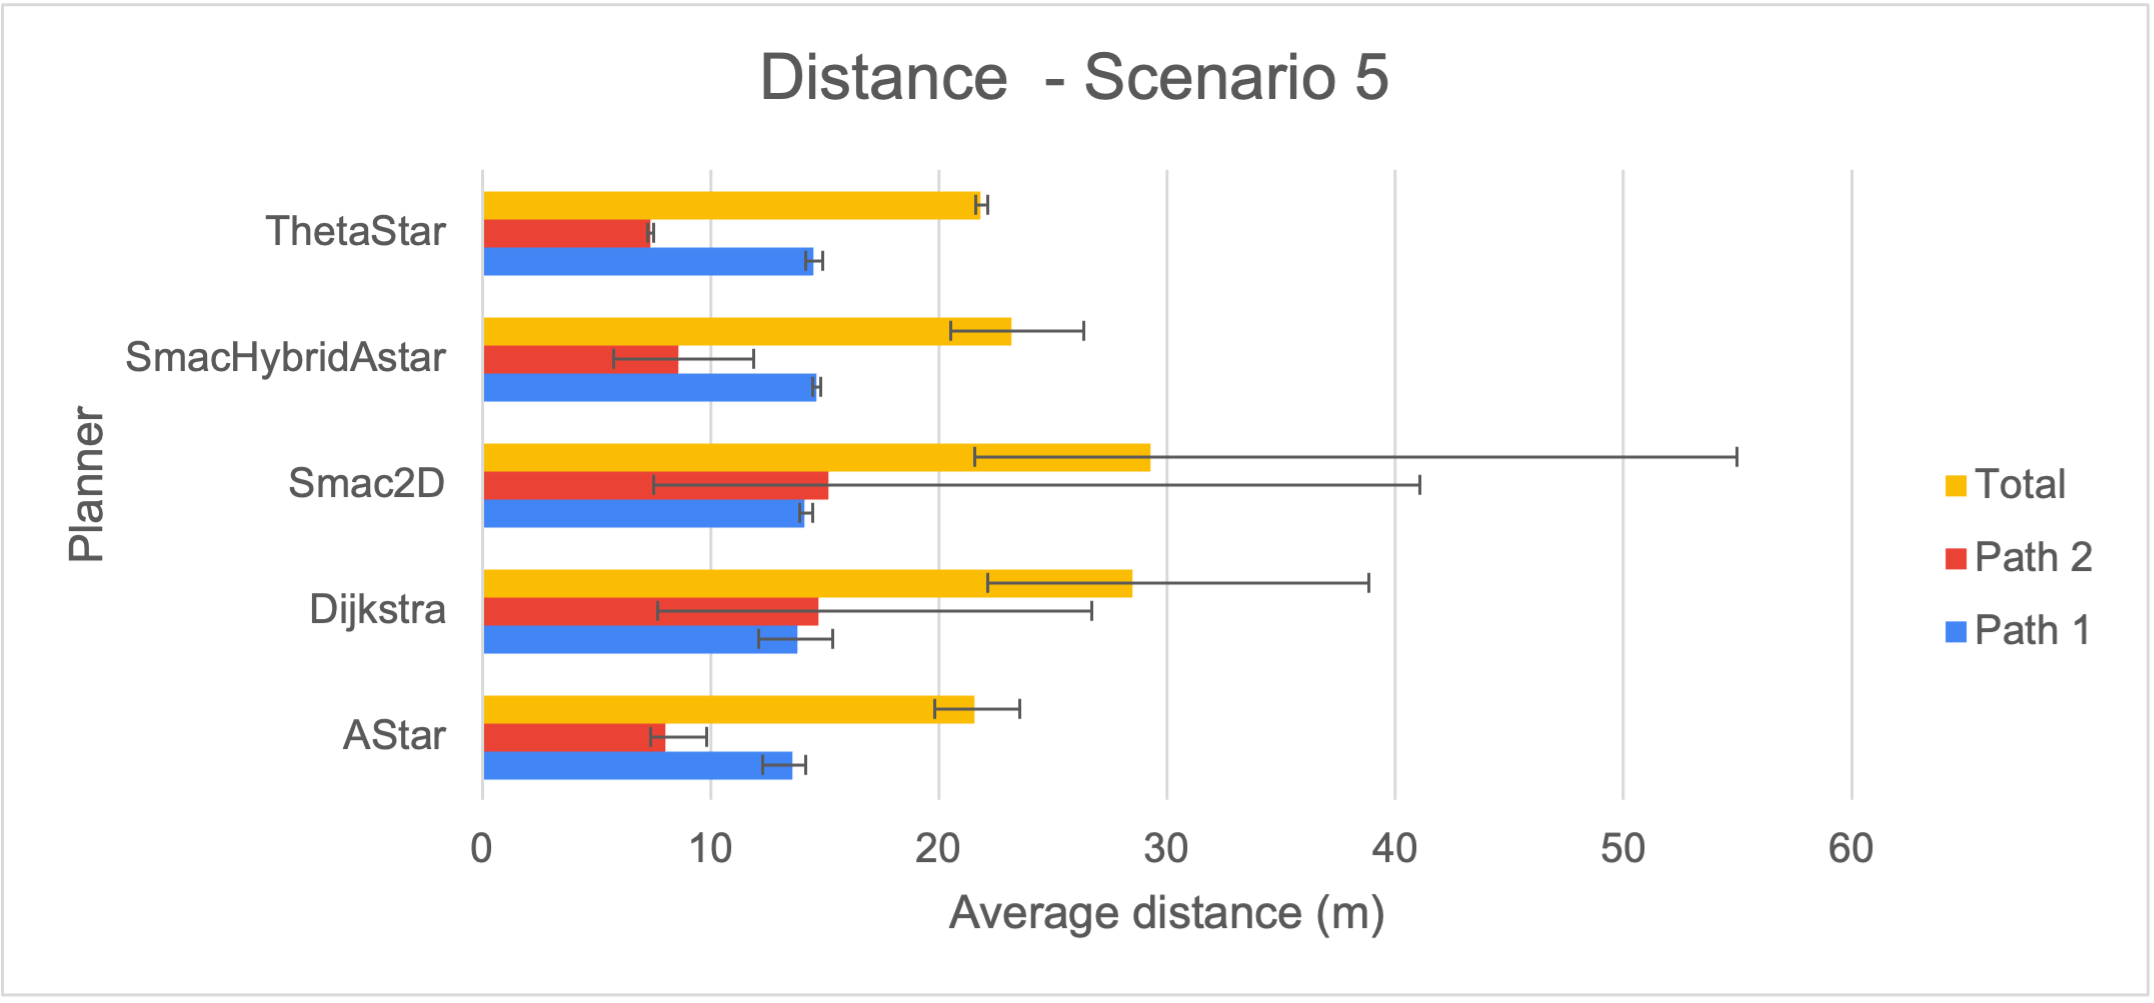 Distance  - Scenario 5
ThetaStar
SmacHybridAstar
Smac2D
Dijkstra
AStar
Planner
Total
Path 2
Path 1
0 10 20 30 40 50 60
Average distance (m)